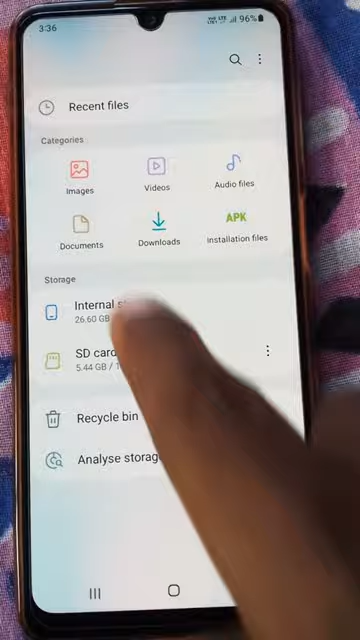 3:36
96%
Recent files
Categories
Images
Videos
Audio files
Documents
Downloads
APK
Installation files
Storage
Internal
26.60 GB
SD card
5.44 GB /
Recycle bin
Analyse storage